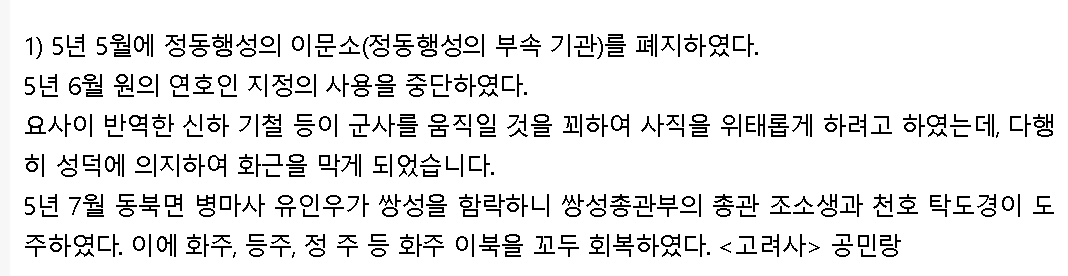 1) 5년 5월에 정동행성의 이문소(정동행성의 부속 기관)를 폐지하였다.
5년 6월 원의 연호인 지정의 사용을 중단하였다.
요사이 반역한 신하 기철 등이 군사를 움직일 것을 꾀하여 사직을 위태롭게 하려고 하였는데, 다행
히 성덕에 의지하여 화근을 막게 되었습니다.
5년 7월 동북면 병마사 유인우가 쌍성을 함락하니 쌍성총관부의 총관 조소생과 천호 탁도경이 도
주하였다. 이에 화주, 등주, 정 주 등 화주 이북을 꼬두 회복하였다. <고려사> 공민랑